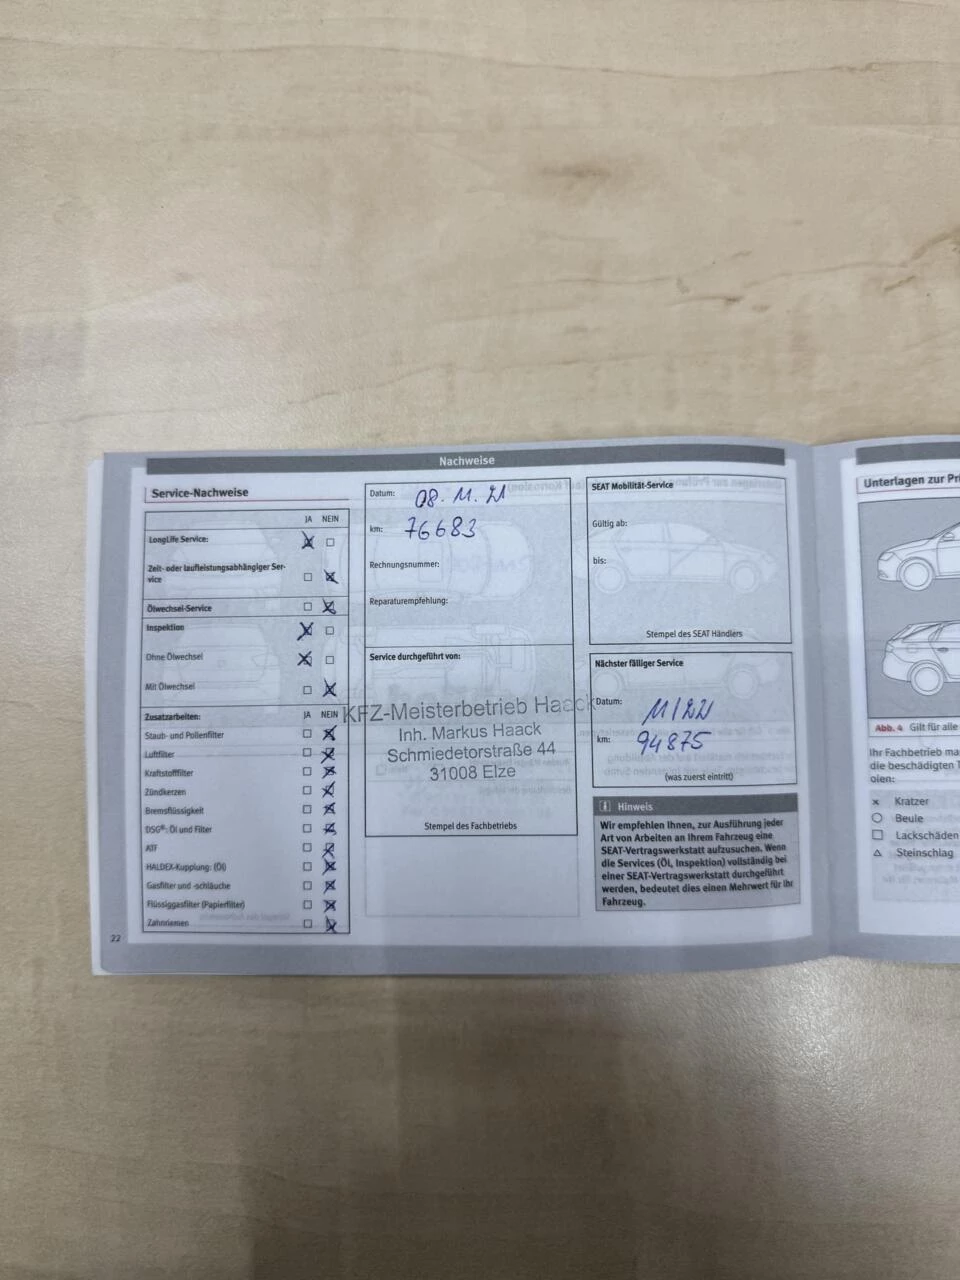 Nachweise
Service-Nachweise
JA NEIN
LongLife Service:
Zeit- oder laufleistungsabhängiger Ser-
vice
Ölwechsel-Service
Inspektion
Ohne Ölwechsel
Mit Ölwechsel
Zusatzarbeiten: JA NEIN
Staub- und Pollenfilter
Luftfilter
Kraftstofffilter
Zündkerzen
Bremsflüssigkeit
DSG®: Öl und Filter
ATF
HALDEX-Kupplung: (Öl)
Gasfilter und -schläuche
Flüssiggasfilter (Papierfilter)
Zahnriemen
22
Datum: 08.11.21
km: 76683
Rechnungsnummer:
Reparaturempfehlung:
Service durchgeführt von:
KFZ-Meisterbetrieb Haack
Inh. Markus Haack
Schmiedetorstraße 44
31008 Elze
Stempel des Fachbetriebs
SEAT Mobilität-Service
Gültig ab:
bis:
Stempel des SEAT Händlers
Nächster fälliger Service
Datum: 11/22
km: 94875
(was zuerst eintritt)
i Hinweis
Wir empfehlen Ihnen, zur Ausführung jeder
Art von Arbeiten an Ihrem Fahrzeug eine
SEAT-Vertragswerkstatt aufzusuchen. Wenn
die Services (Öl, Inspektion) vollständig bei
einer SEAT-Vertragswerkstatt durchgeführt
werden, bedeutet dies einen Mehrwert für Ihr
Fahrzeug.
Unterlagen zur
Abb. 4 Gilt für alle
Ihr Fachbetrieb
die beschädigten
olen:
Kratzer
Beule
Lackschäden
Steinschlag